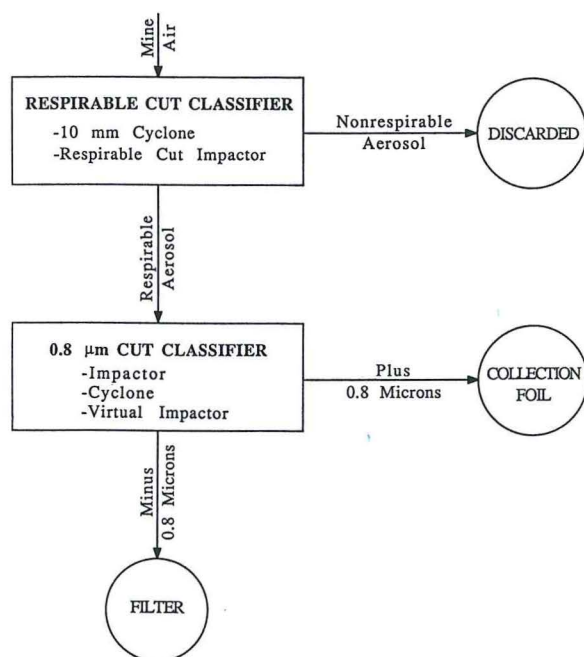 Mine
Air
RESPIRABLE CUT CLASSIFIER
-10 mm Cyclone
-Respirable Cut Impactor
Nonrespirable
Aerosol
DISCARDED
Respirable
Aerosol
0.8 μm CUT CLASSIFIER
-Impactor
-Cyclone
-Virtual Impactor
Plus
0.8 Microns
COLLECTION
FOIL
Minus
0.8 Microns
FILTER